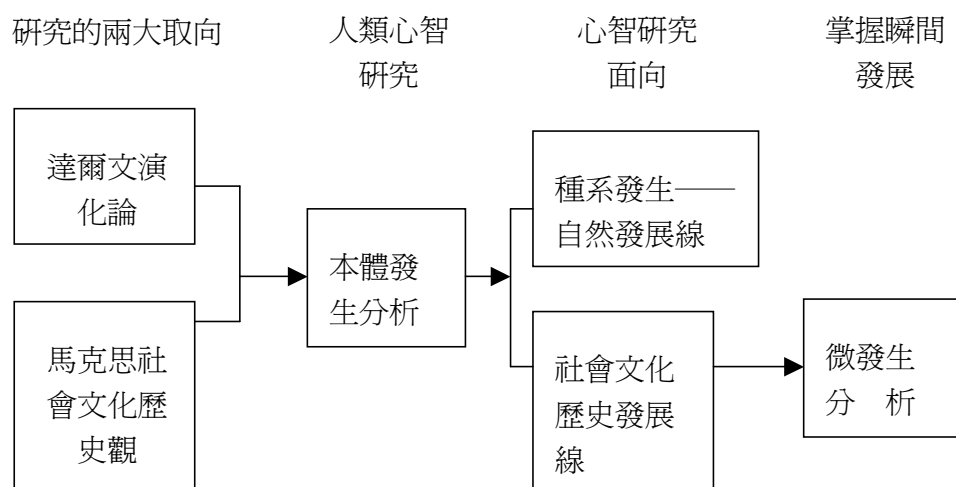 研究的兩大取向
人類心智
研究
心智研究
面向
掌握瞬間
發展
達爾文演
化論
馬克思社
會文化歷
史觀
本體發
生分析
種系發生——
自然發展線
社會文化
歷史發展
線
微發生
分　析